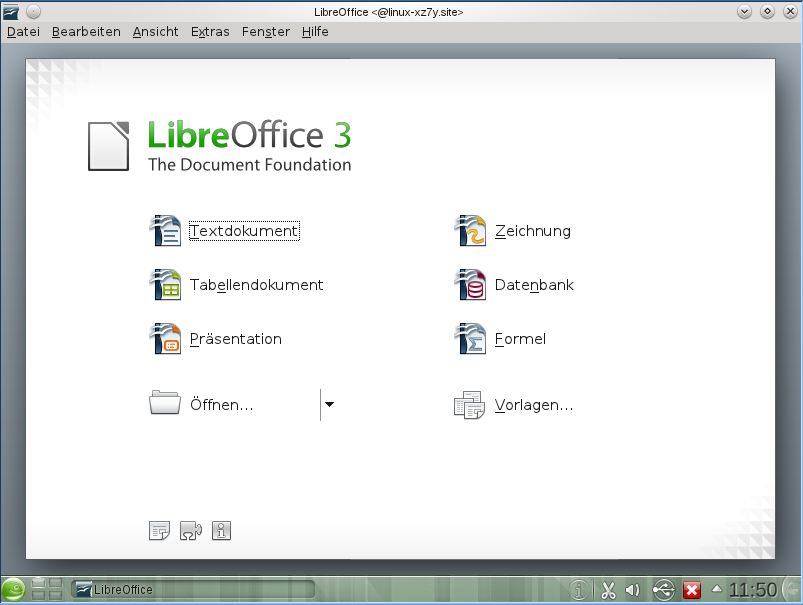 LibreOffice <@linux-xz7y.site>
Datei Bearbeiten Ansicht Extras Fenster Hilfe
LibreOffice 3
The Document Foundation
Textdokument
Zeichnung
Tabellendokument
Datenbank
Präsentation
Formel
Öffnen...
Vorlagen...
LibreOffice
11:50